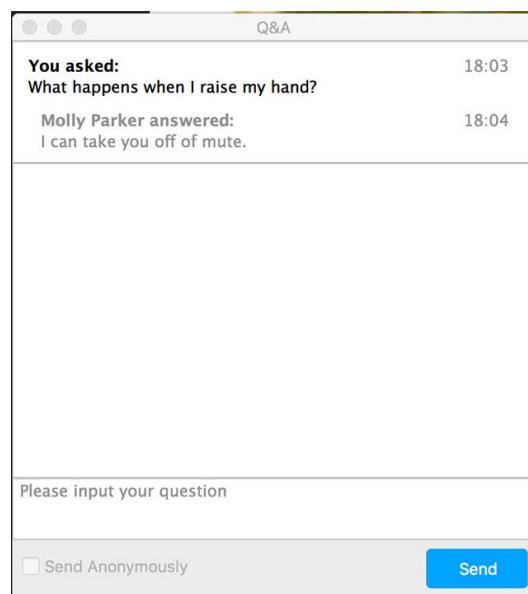 Q&A
You asked: 18:03
What happens when I raise my hand?
Molly Parker answered: 18:04
I can take you off of mute.
Please input your question
Send Anonymously
Send